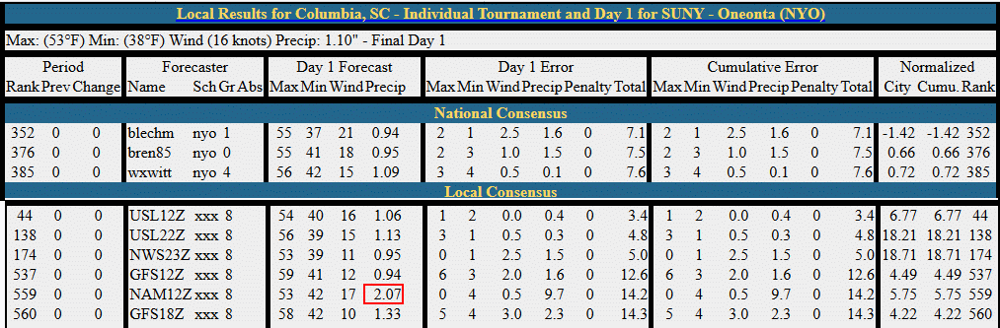 Local Results for Columbia, SC - Individual Tournament and Day 1 for SUNY - Oneonta (NYO)
Max: (53°F) Min: (38°F) Wind (16 knots) Precip: 1.10" - Final Day 1
Period Forecaster Day 1 Forecast Day 1 Error Cumulative Error Normalized
Rank Prev Change Name Sch Gr Abs Max Min Wind Precip Max Min Wind Precip Penalty Total Max Min Wind Precip Penalty Total City Cumu. Rank
National Consensus
352 0 0 blechm nyo 1 55 37 21 0.94 2 1 2.5 1.6 0 7.1 2 1 2.5 1.6 0 7.1 -1.42 -1.42 352
376 0 0 bren85 nyo 0 55 41 18 0.95 2 3 1.0 1.5 0 7.5 2 3 1.0 1.5 0 7.5 0.66 0.66 376
385 0 0 wxwitt nyo 4 56 42 15 1.09 3 4 0.5 0.1 0 7.6 3 4 0.5 0.1 0 7.6 0.72 0.72 385
Local Consensus
44 0 0 USL12Z xxx 8 54 40 16 1.06 1 2 0.0 0.4 0 3.4 1 2 0.0 0.4 0 3.4 6.77 6.77 44
138 0 0 USL22Z xxx 8 56 39 15 1.13 3 1 0.5 0.3 0 4.8 3 1 0.5 0.3 0 4.8 18.21 18.21 138
174 0 0 NWS23Z xxx 8 53 39 11 0.95 0 1 2.5 1.5 0 5.0 0 1 2.5 1.5 0 5.0 18.71 18.71 174
537 0 0 GFS12Z xxx 8 59 41 12 0.94 6 3 2.0 1.6 0 12.6 6 3 2.0 1.6 0 12.6 4.49 4.49 537
559 0 0 NAM12Z xxx 8 53 42 17 2.07 0 4 0.5 9.7 0 14.2 0 4 0.5 9.7 0 14.2 5.75 5.75 559
560 0 0 GFS18Z xxx 8 58 42 10 1.33 5 4 3.0 2.3 0 14.3 5 4 3.0 2.3 0 14.3 4.22 4.22 560